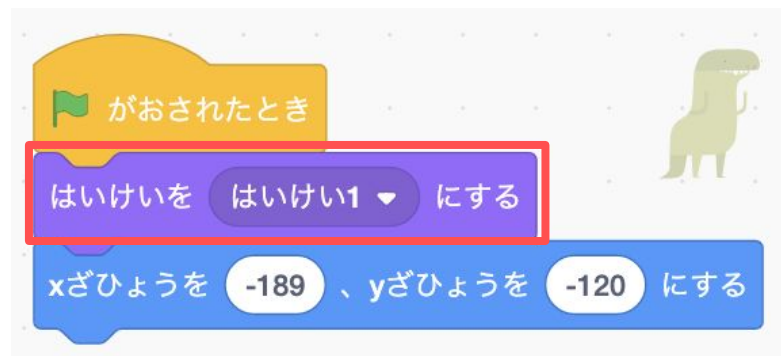 がおされたとき
はいけいを はいけい1 にする
xざひょうを -189 、yざひょうを -120 にする